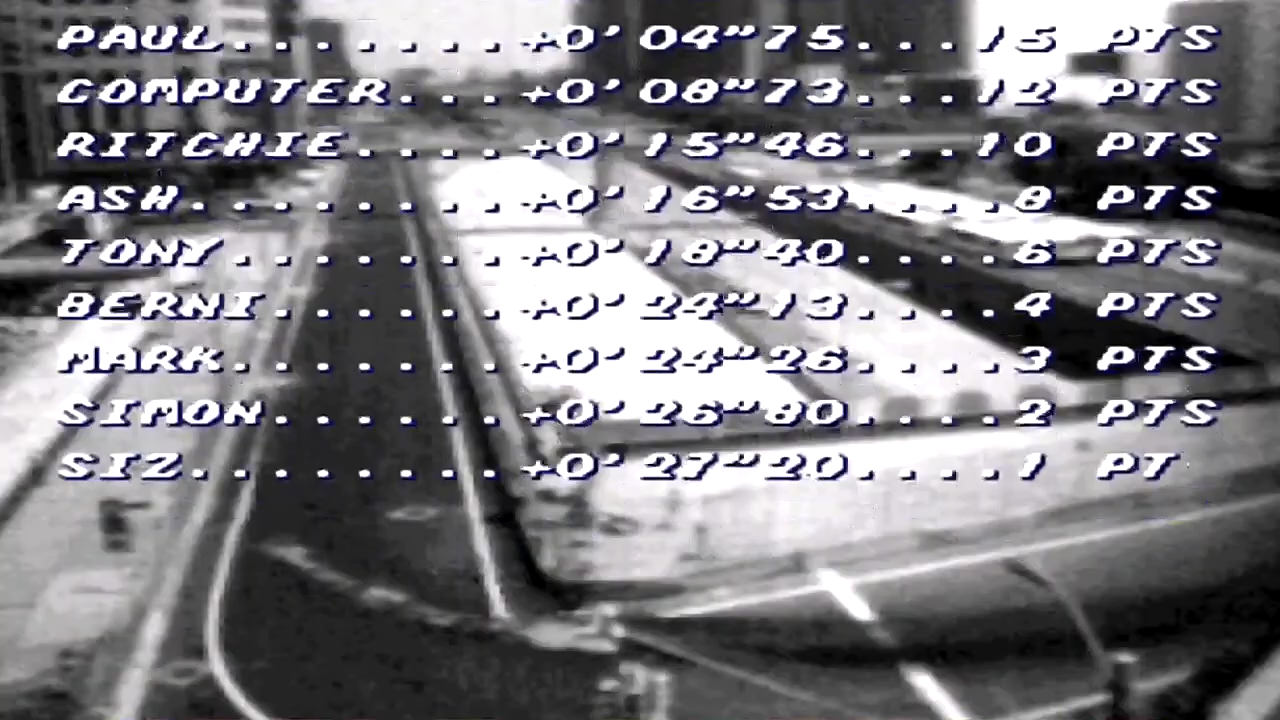 PAUL.......+0'04"75...15 PTS
COMPUTER...+0'08"73...12 PTS
RITCHIE....+0'15"46...10 PTS
ASH........+0'16"53....8 PTS
TONY.......+0'18"40....6 PTS
BERNI......+0'24"13....4 PTS
MARK.......+0'24"26....3 PTS
SIMON......+0'26"80....2 PTS
SIZ........+0'27"20....1 PT